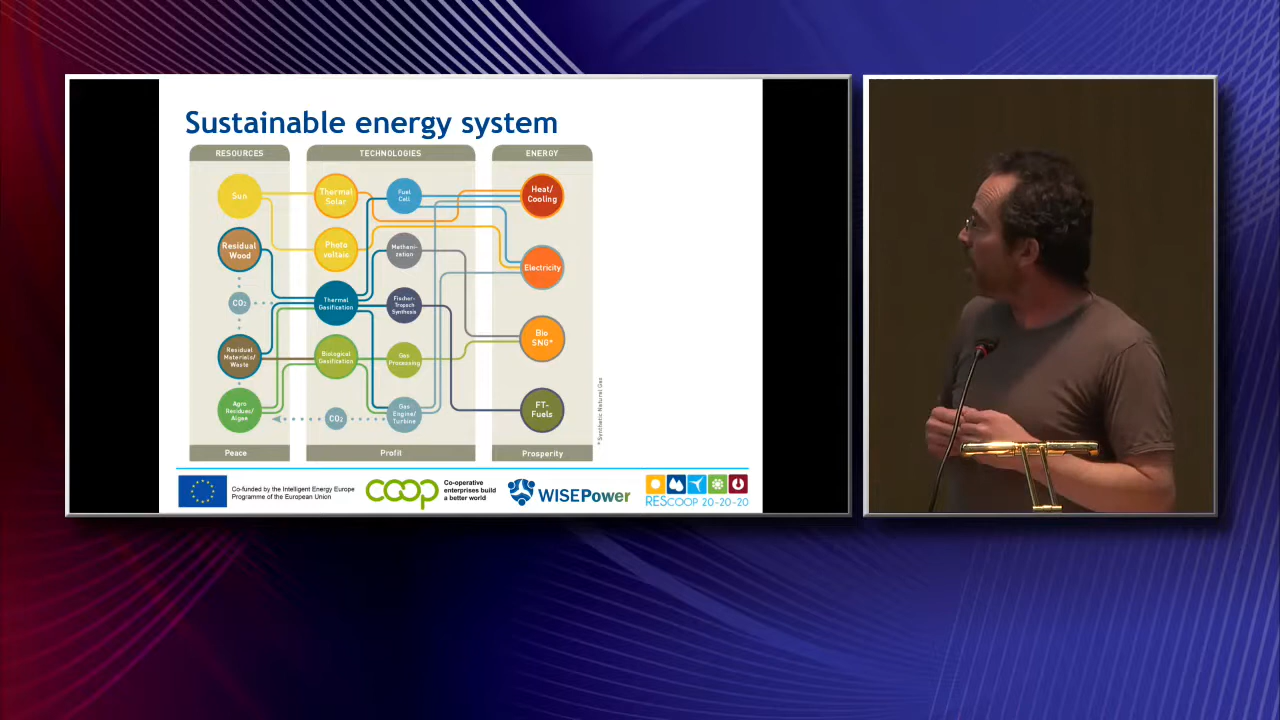 Sustainable energy system
RESOURCES
TECHNOLOGIES
ENERGY
Sun
Thermal
Solar
Fuel
Cell
Heat/
Cooling
Residual
Wood
Photo
voltaic
Methani-
zation
Electricity
CO₂
Thermal
Gasification
Fischer-
Tropsch
Synthesis
Bio
SNG*
Residual
Materials/
Waste
Biological
Gasification
Gas
Processing
Agro
Residues/
Algae
CO₂
Gas
Engine/
Turbine
FT-
Fuels
* Synthetic Natural Gas
Peace
Profit
Prosperity
Co-funded by the Intelligent Energy Europe
Programme of the European Union
coop
Co-operative
enterprises build
a better world
WISEPower
REScoop 20-20-20